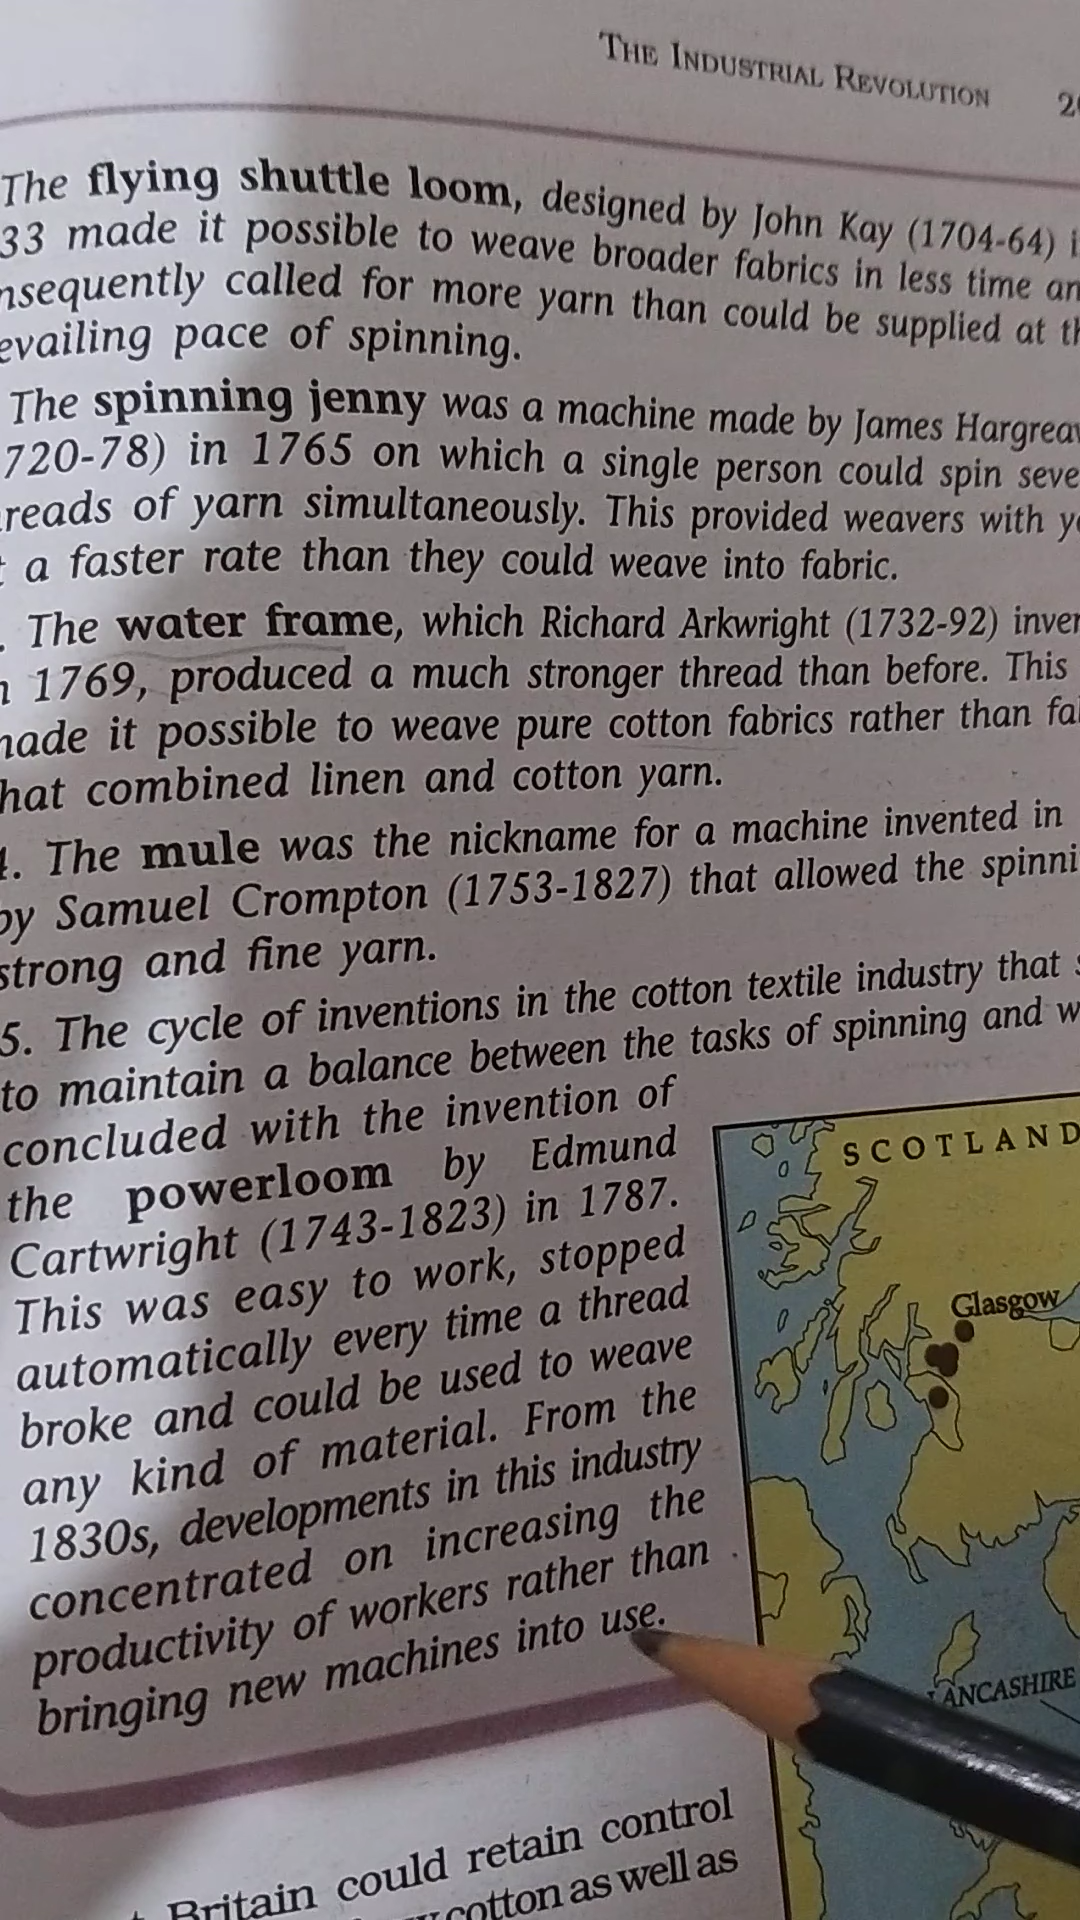 THE INDUSTRIAL REVOLUTION
The flying shuttle loom, designed by John Kay (1704-64)
33 made it possible to weave broader fabrics in less time
called for more yarn than could be supplied at
pace of spinning.
The spinning jenny was a machine made by James
720-78) in 1765 on which a single person could spin
of yarn simultaneously. This provided weavers with
a faster rate than they could weave into fabric.
. The water frame, which Richard Arkwright (1732-92)
1769, produced a much stronger thread than before. This
it possible to weave pure cotton fabrics rather than
combined linen and cotton yarn.
. The mule was the nickname for a machine invented in
by Samuel Crompton (1753-1827) that allowed the
strong and fine yarn.
5. The cycle of inventions in the cotton textile industry that
to maintain a balance between the tasks of spinning and
concluded with the invention of
the powerloom by Edmund
Cartwright (1743-1823) in 1787.
This was easy to work, stopped
automatically every time a thread
broke and could be used to weave
any kind of material. From the
1830s, developments in this industry
concentrated on increasing the
productivity of workers rather than
bringing new machines into use.
SCOTLAND
Glasgow
LANCASHIRE
Britain could retain control
cotton as well as